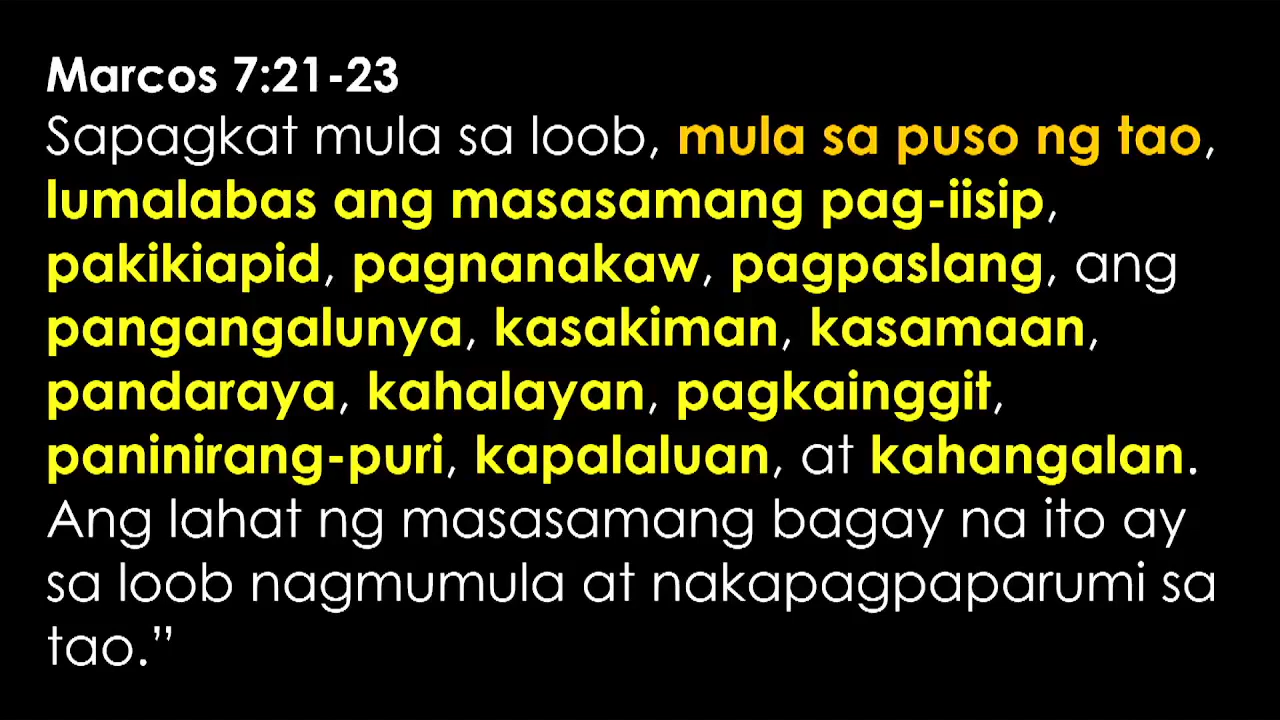 Marcos 7:21-23
Sapagkat mula sa loob, mula sa puso ng tao,
lumalabas ang masasamang pag-iisip,
pakikiapid, pagnanakaw, pagpaslang, ang
pangangalunya, kasakiman, kasamaan,
pandaraya, kahalayan, pagkainggit,
paninirang-puri, kapalaluan, at kahangalan.
Ang lahat ng masasamang bagay na ito ay
sa loob nagmumula at nakapagpaparumi sa
tao.”